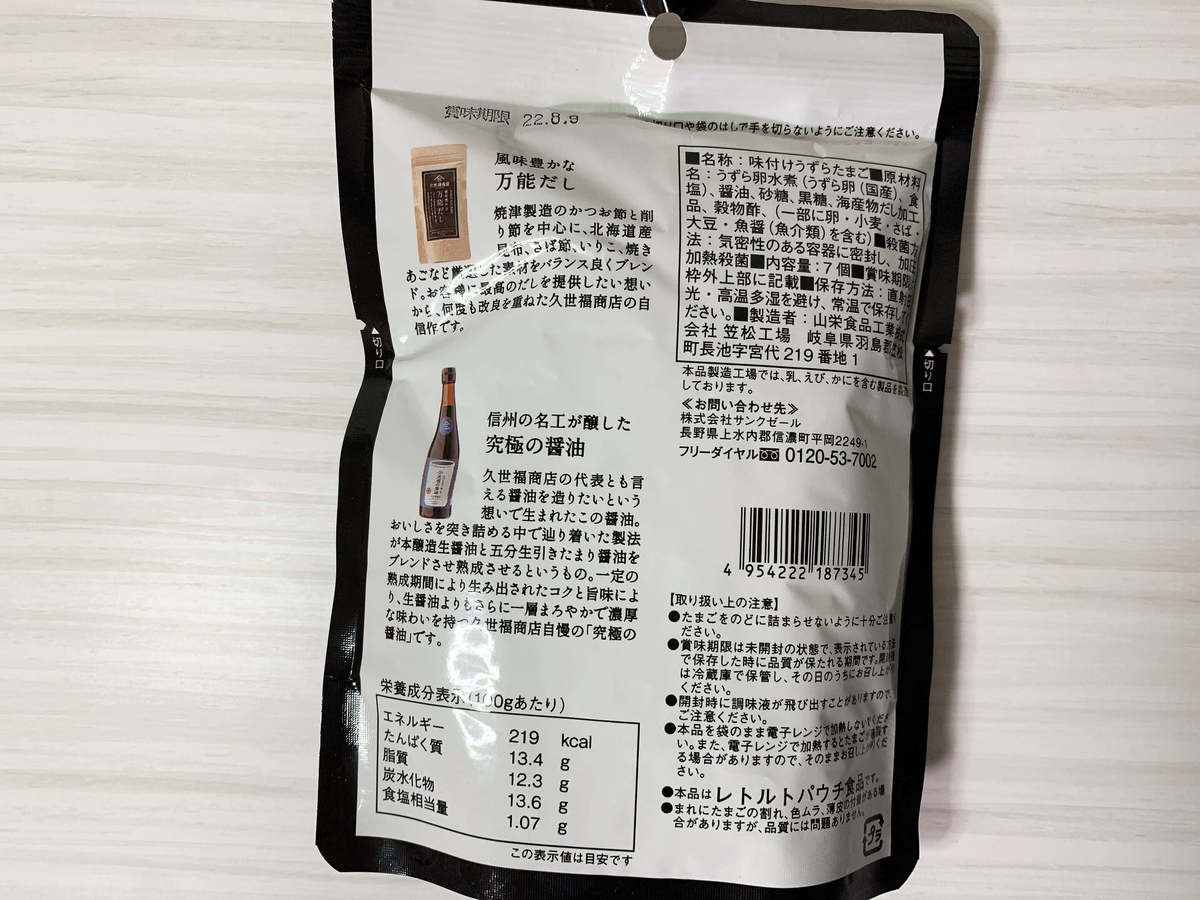 賞味期限 22.8.9
切り口や袋のはしで手を切らないようにご注意ください。
風味豊かな
万能だし
万能だし
焼津製造のかつお節と削
り節を中心に、北海道産
昆布、さば節、いりこ、焼き
あごなど厳選した素材をバランス良くブレン
ド。お客様に最高のだしを提供したい想い
から、何度も改良を重ねた久世福商店の自
信作です。
▲切り口
信州の名工が醸した
究極の醤油
久世福商店の代表とも言
える醤油を造りたいという
想いで生まれたこの醤油。
おいしさを突き詰める中で辿り着いた製法
が本醸造生醤油と五分生引きたまり醤油を
ブレンドさせ熟成させるというもの。一定の
熟成期間により生み出されたコクと旨味によ
り、生醤油よりもさらに一層まろやかで濃厚
な味わいを持つ久世福商店自慢の「究極の
醤油」です。
栄養成分表示(100gあたり)
エネルギー 219 kcal
たんぱく質 13.4 g
脂質 12.3 g
炭水化物 13.6 g
食塩相当量 1.07 g
この表示値は目安です
■名称：味付けうずらたまご■原材料
名：うずら卵水煮(うずら卵(国産)、食
塩)、醤油、砂糖、黒糖、海産物だし加工
品、穀物酢、(一部に卵・小麦・さば・
大豆・魚醤(魚介類)を含む)■殺菌方
法：気密性のある容器に密封し、加圧
加熱殺菌■内容量：7個■賞味期限：
枠外上部に記載■保存方法：直射日
光・高温多湿を避け、常温で保存して
ださい。■製造者：山栄食品工業株式
会社 笠松工場 岐阜県羽島郡笠松
町長池字宮代219番地1
▲切り口
本品製造工場では、乳、えび、かにを含む製品を
しております。
≪お問い合わせ先≫
株式会社サンクゼール
長野県上水内郡信濃町平岡2249-1
フリーダイヤル 0120-53-7002
4 954222 187345
【取り扱い上の注意】
●たまごをのどに詰まらせないように十分ご注意く
ださい。
●賞味期限は未開封の状態で、表示されている方法
で保存した時に品質が保たれる期間です。開封後
は冷蔵庫で保管し、その日のうちにお召し上がり
ください。
●開封時に調味液が飛び出すことがありますので、
ご注意ください。
●本品を袋のまま電子レンジで加熱しないでくださ
い。また、電子レンジで加熱するとたまごが破裂す
る場合がありますので、そのままお召し上がりくだ
さい。
●本品はレトルトパウチ食品です。
●まれにたまごの割れ、色ムラ、薄皮の付着がある場
合がありますが、品質には問題ありません。
プラ